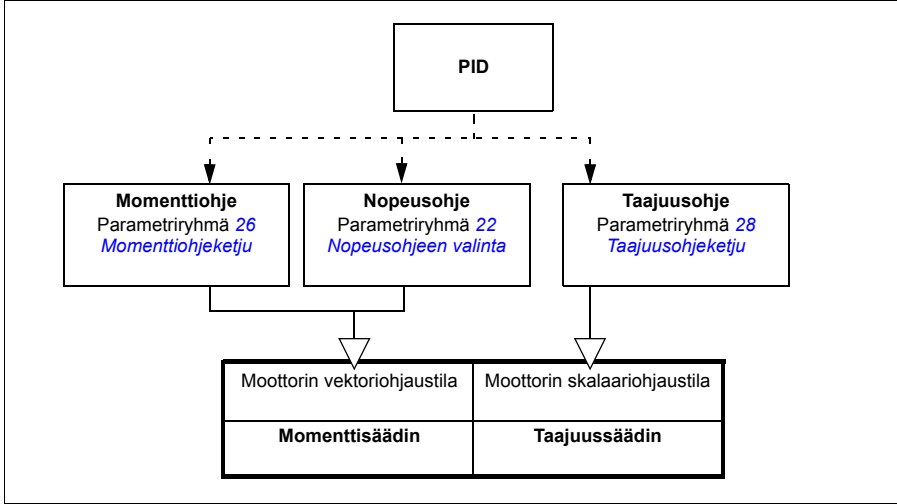 PID
Momenttiohje
Parametriryhmä 26
Momenttiohjeketju
Nopeusohje
Parametriryhmä 22
Nopeusohjeen valinta
Taajuusohje
Parametriryhmä 28
Taajuusohjeketju
Moottorin vektoriohjaustila
Moottorin skalaariohjaustila
Momenttisäädin
Taajuussäädin